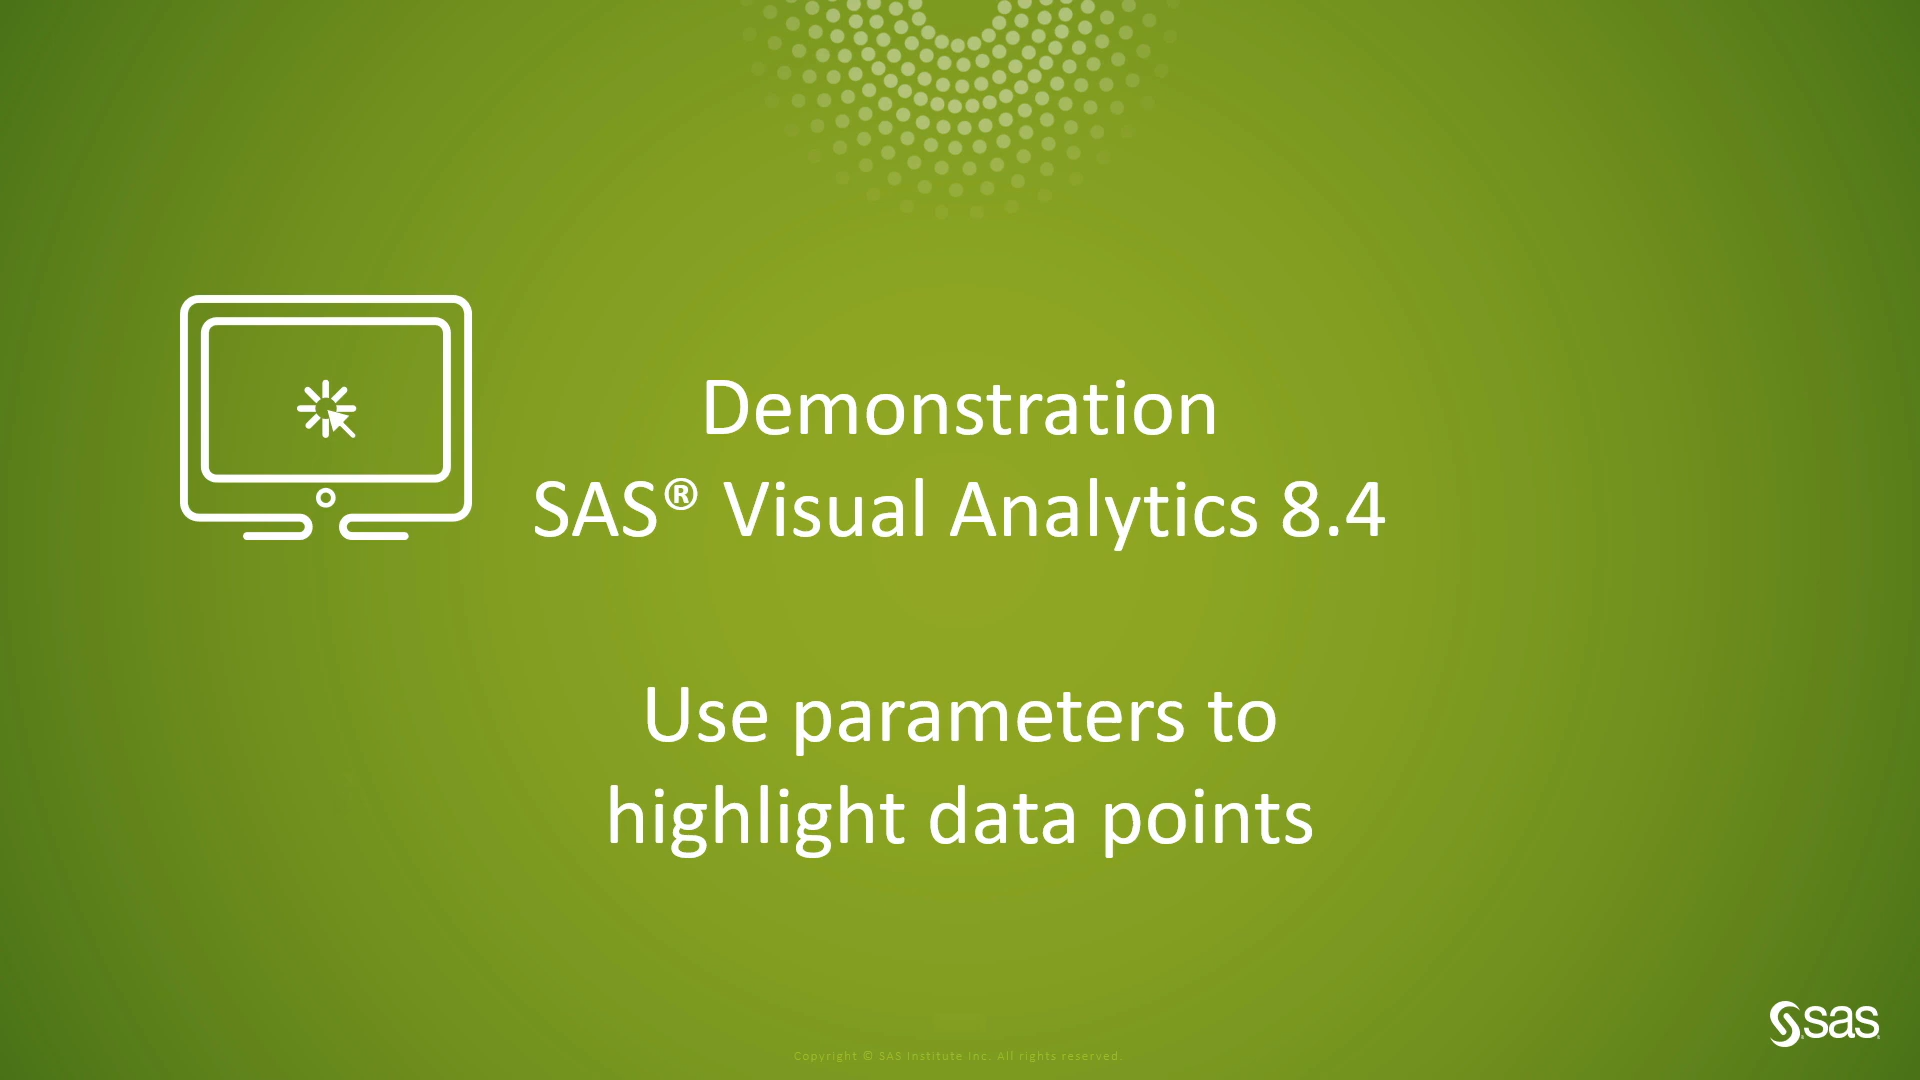 Demonstration
SAS® Visual Analytics 8.4
Use parameters to
highlight data points
sas
Copyright © SAS Institute Inc. All rights reserved.